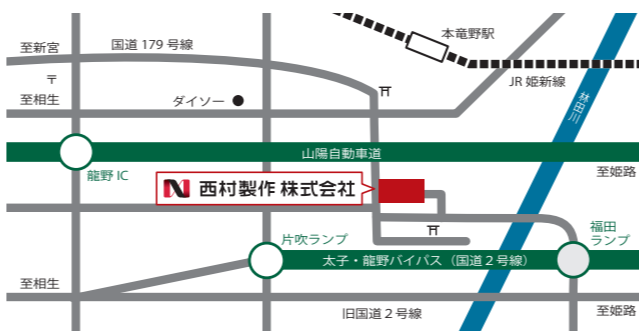 本竜野駅
至新宮
国道 179 号線
JR 姫新線
〒
至相生
ダイソー
林田川
山陽自動車道
至姫路
龍野 IC
N 西村製作 株式会社
福田
ランプ
片吹ランプ
太子・龍野バイパス（国道２号線）
至相生
旧国道２号線
至姫路